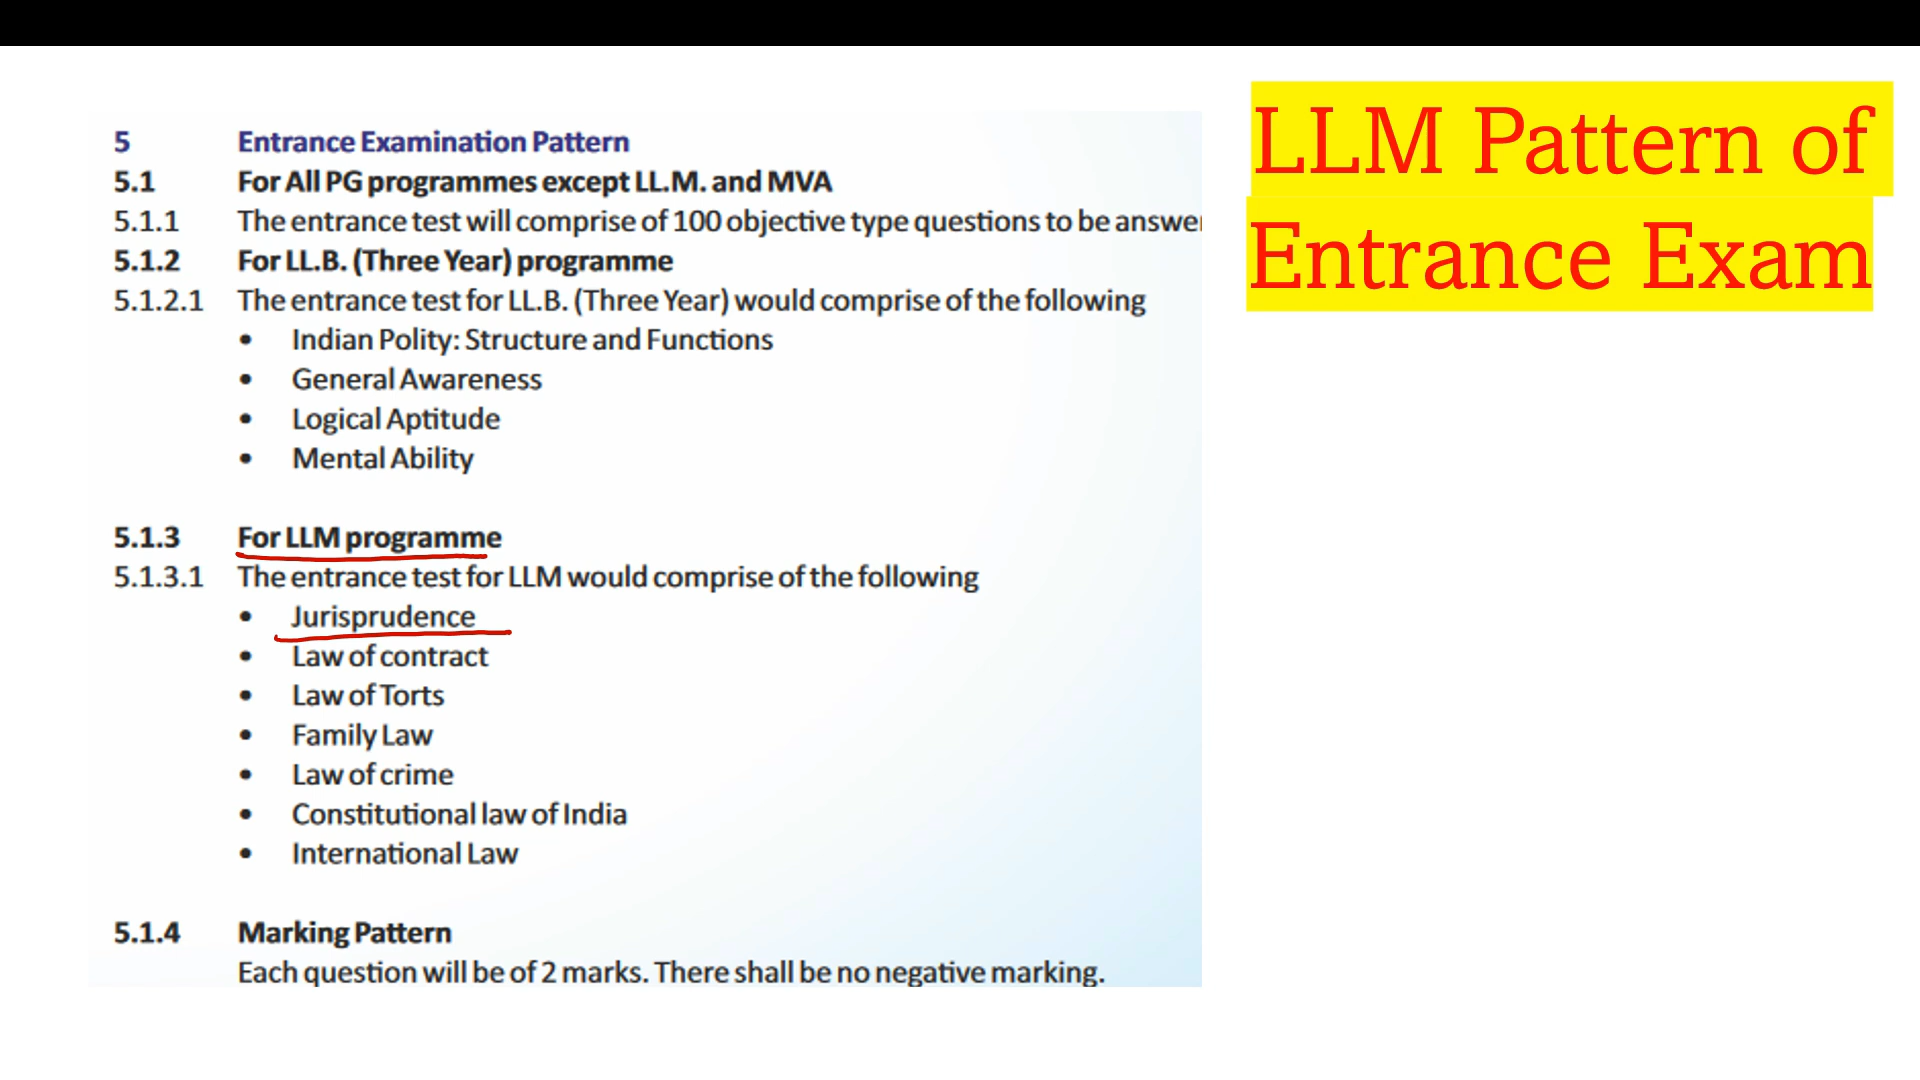 5 Entrance Examination Pattern
5.1 For All PG programmes except LL.M. and MVA
5.1.1 The entrance test will comprise of 100 objective type questions to be
5.1.2 For LL.B. (Three Year) programme
5.1.2.1 The entrance test for LL.B. (Three Year) would comprise of the following
• Indian Polity: Structure and Functions
• General Awareness
• Logical Aptitude
• Mental Ability
5.1.3 For LLM programme
5.1.3.1 The entrance test for LLM would comprise of the following
• Jurisprudence
• Law of contract
• Law of Torts
• Family Law
• Law of crime
• Constitutional law of India
• International Law
5.1.4 Marking Pattern
Each question will be of 2 marks. There shall be no negative marking.
LLM Pattern of
Entrance Exam